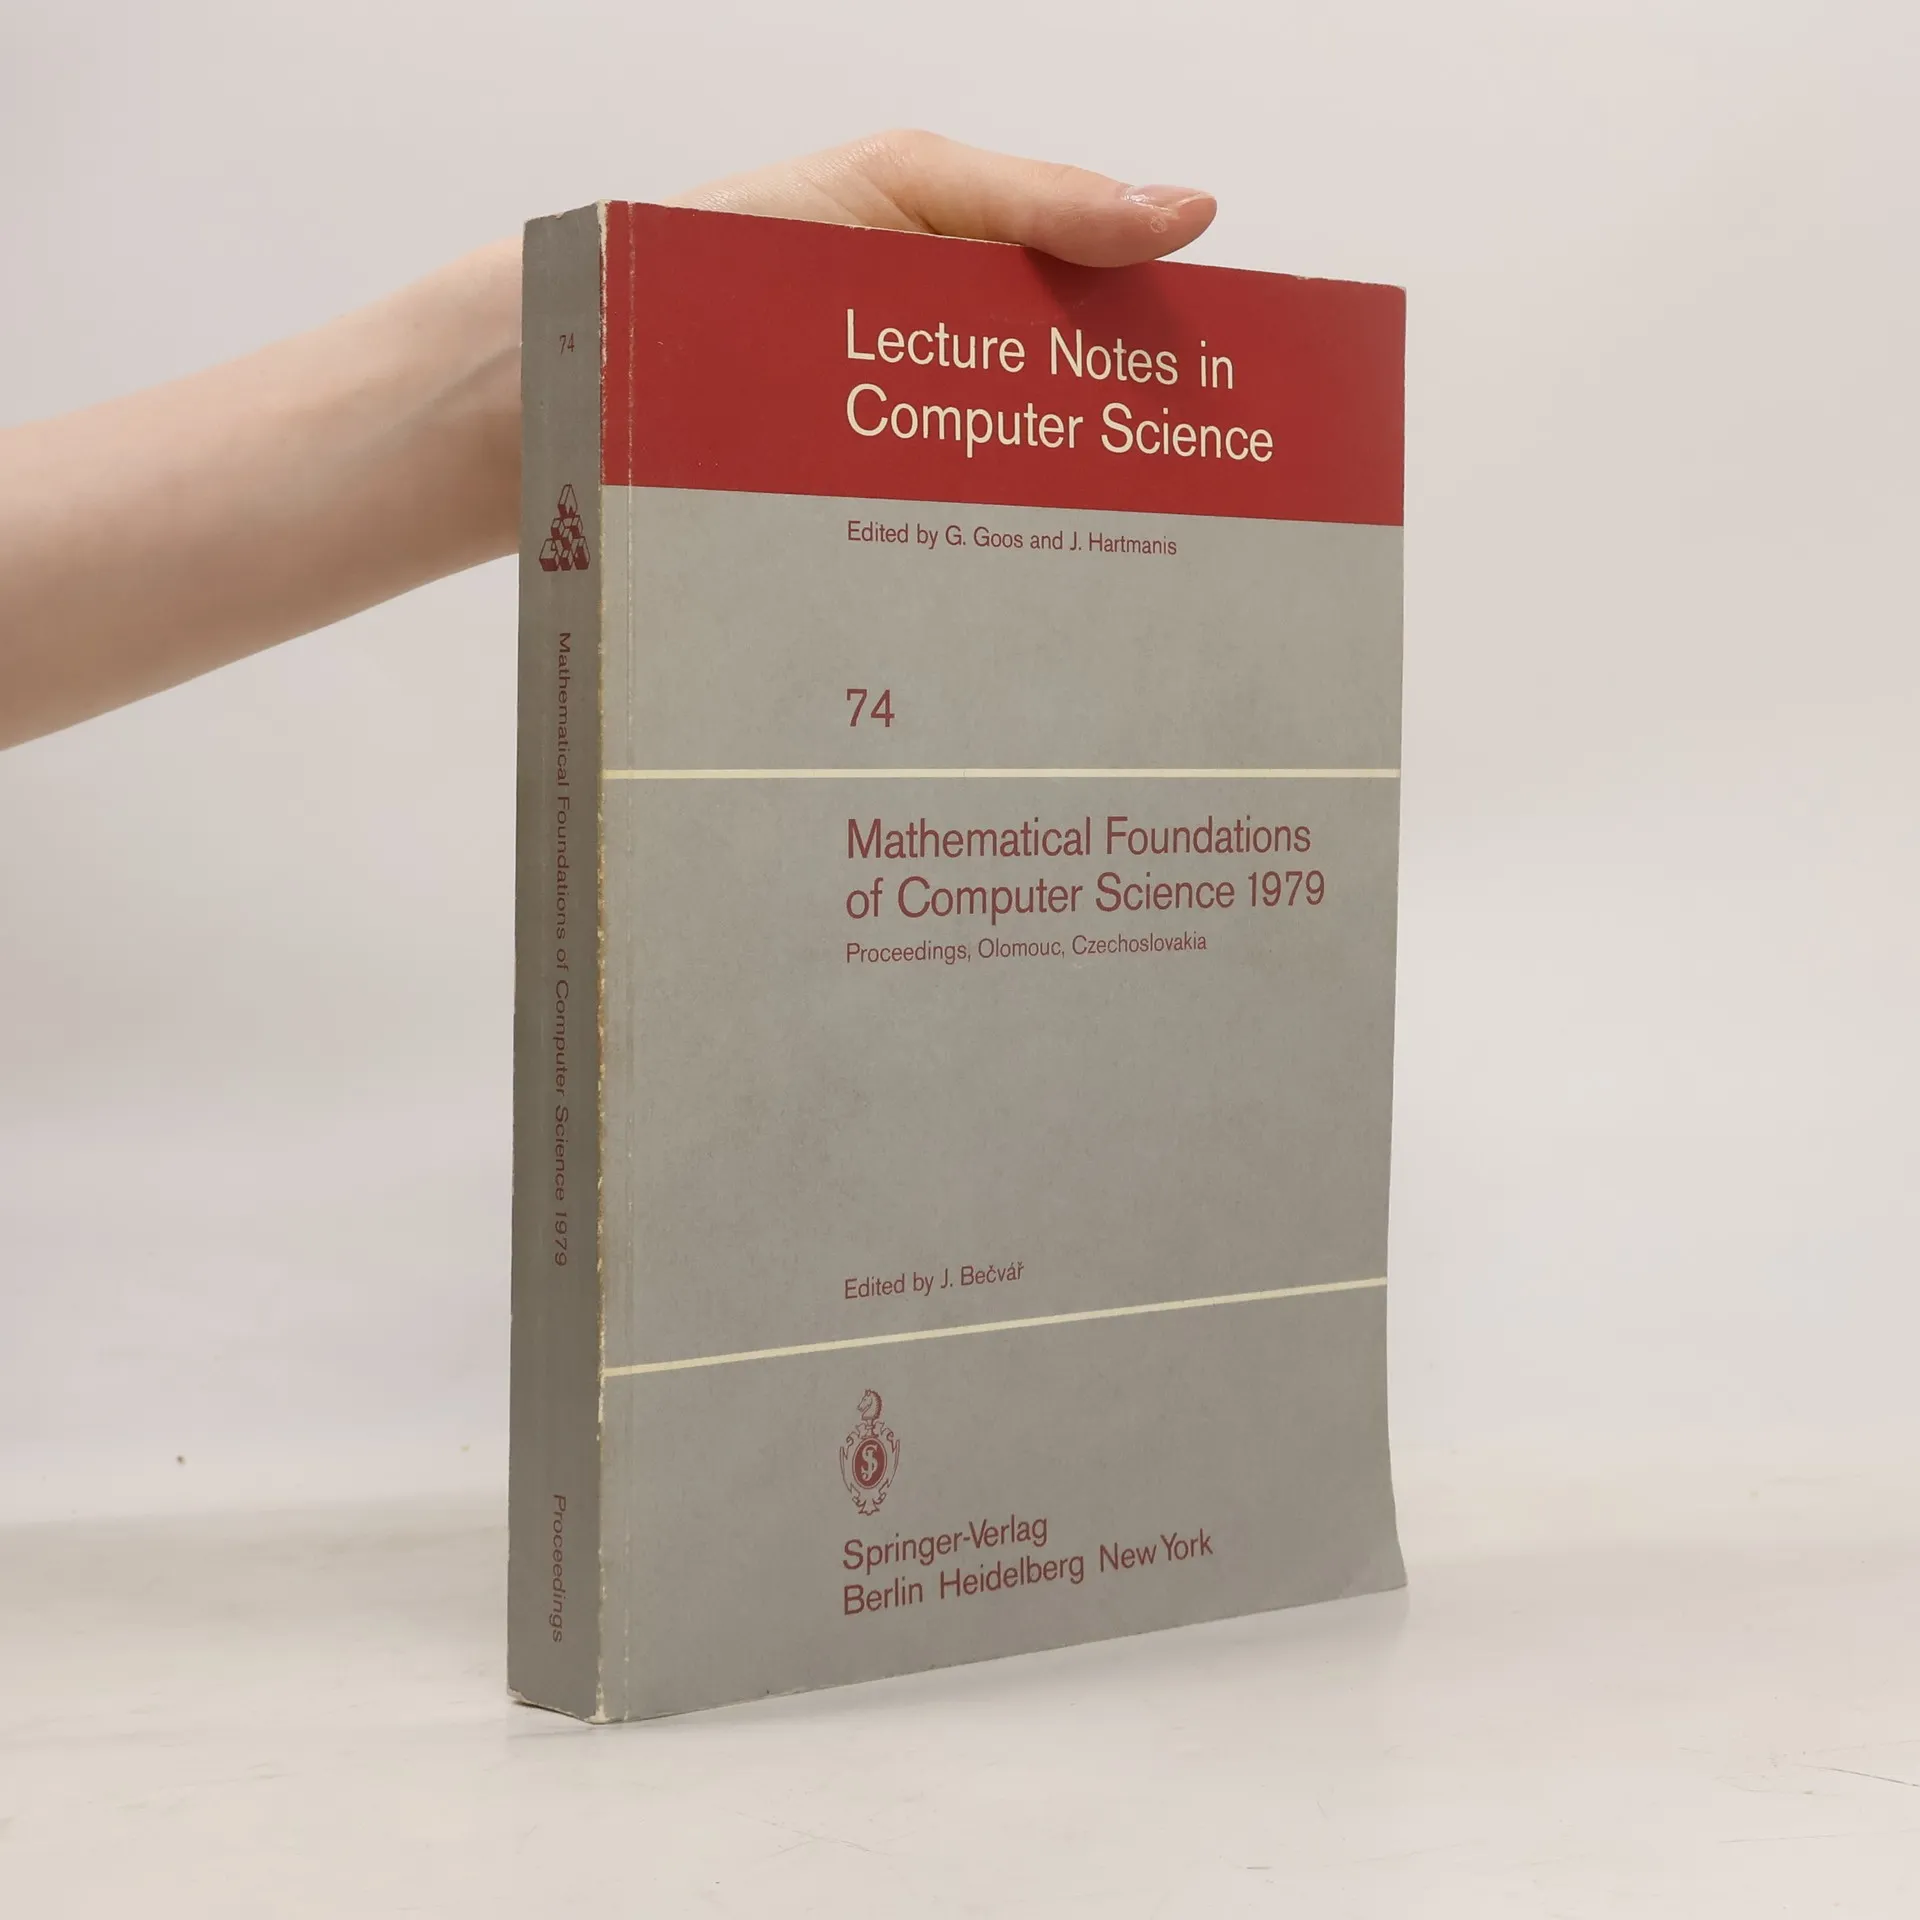 74
Mathematical Foundations of Computer Science 1979
Proceedings
Lecture Notes in
Computer Science
Edited by G. Goos and J. Hartmanis
74
Mathematical Foundations
of Computer Science 1979
Proceedings, Olomouc, Czechoslovakia
Edited by J. Bečvář
Springer-Verlag
Berlin Heidelberg New York